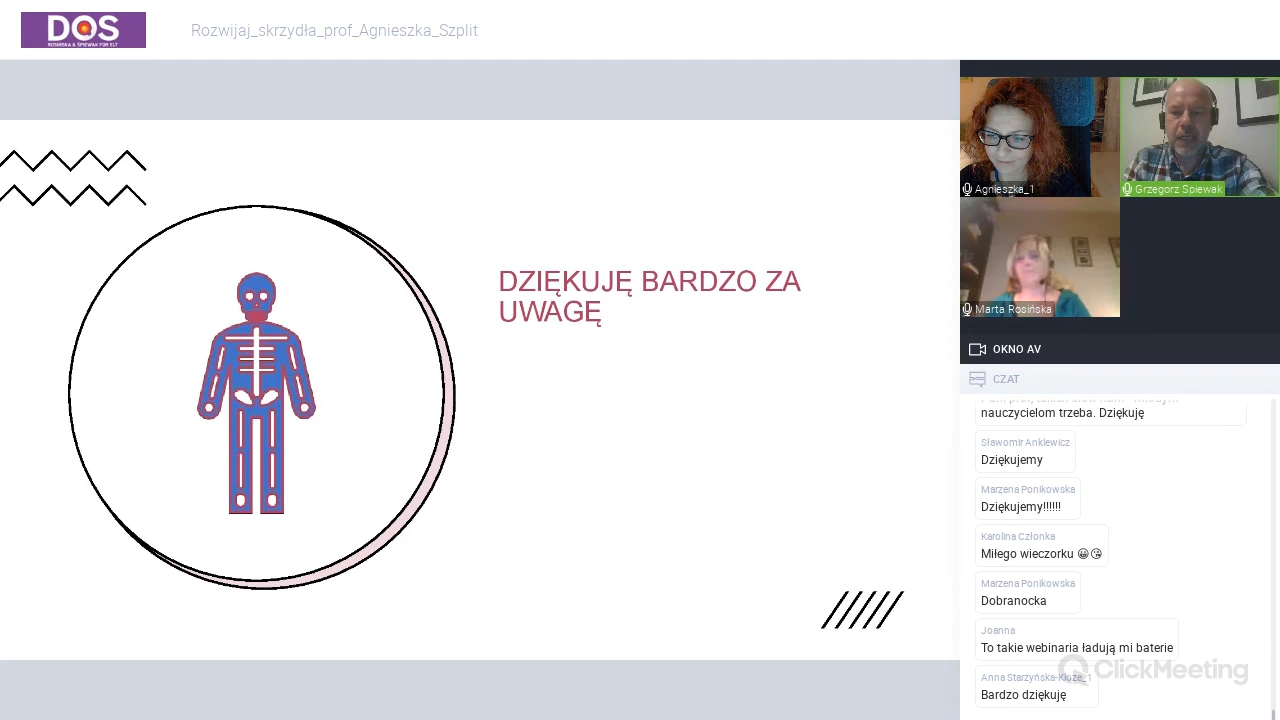 DOS
ROSIŃSKA & ŚPIEWAK FOR ELT
Rozwijaj_skrzydła_prof_Agnieszka_Szplit
DZIĘKUJĘ BARDZO ZA
UWAGĘ
Agnieszka_1
Grzegorz Spiewak
Marta Rosińska
OKNO AV
CZAT
nauczycielom trzeba. Dziękuję
Sławomir Anklewicz
Dziękujemy
Marzena Ponikowska
Dziękujemy!!!!!!
Karolina Członka
Miłego wieczorku 😀😘
Marzena Ponikowska
Dobranocka
Joanna
To takie webinaria ładują mi baterie
Anna Starzyńska-Kloze_1
Bardzo dziękuję
ClickMeeting